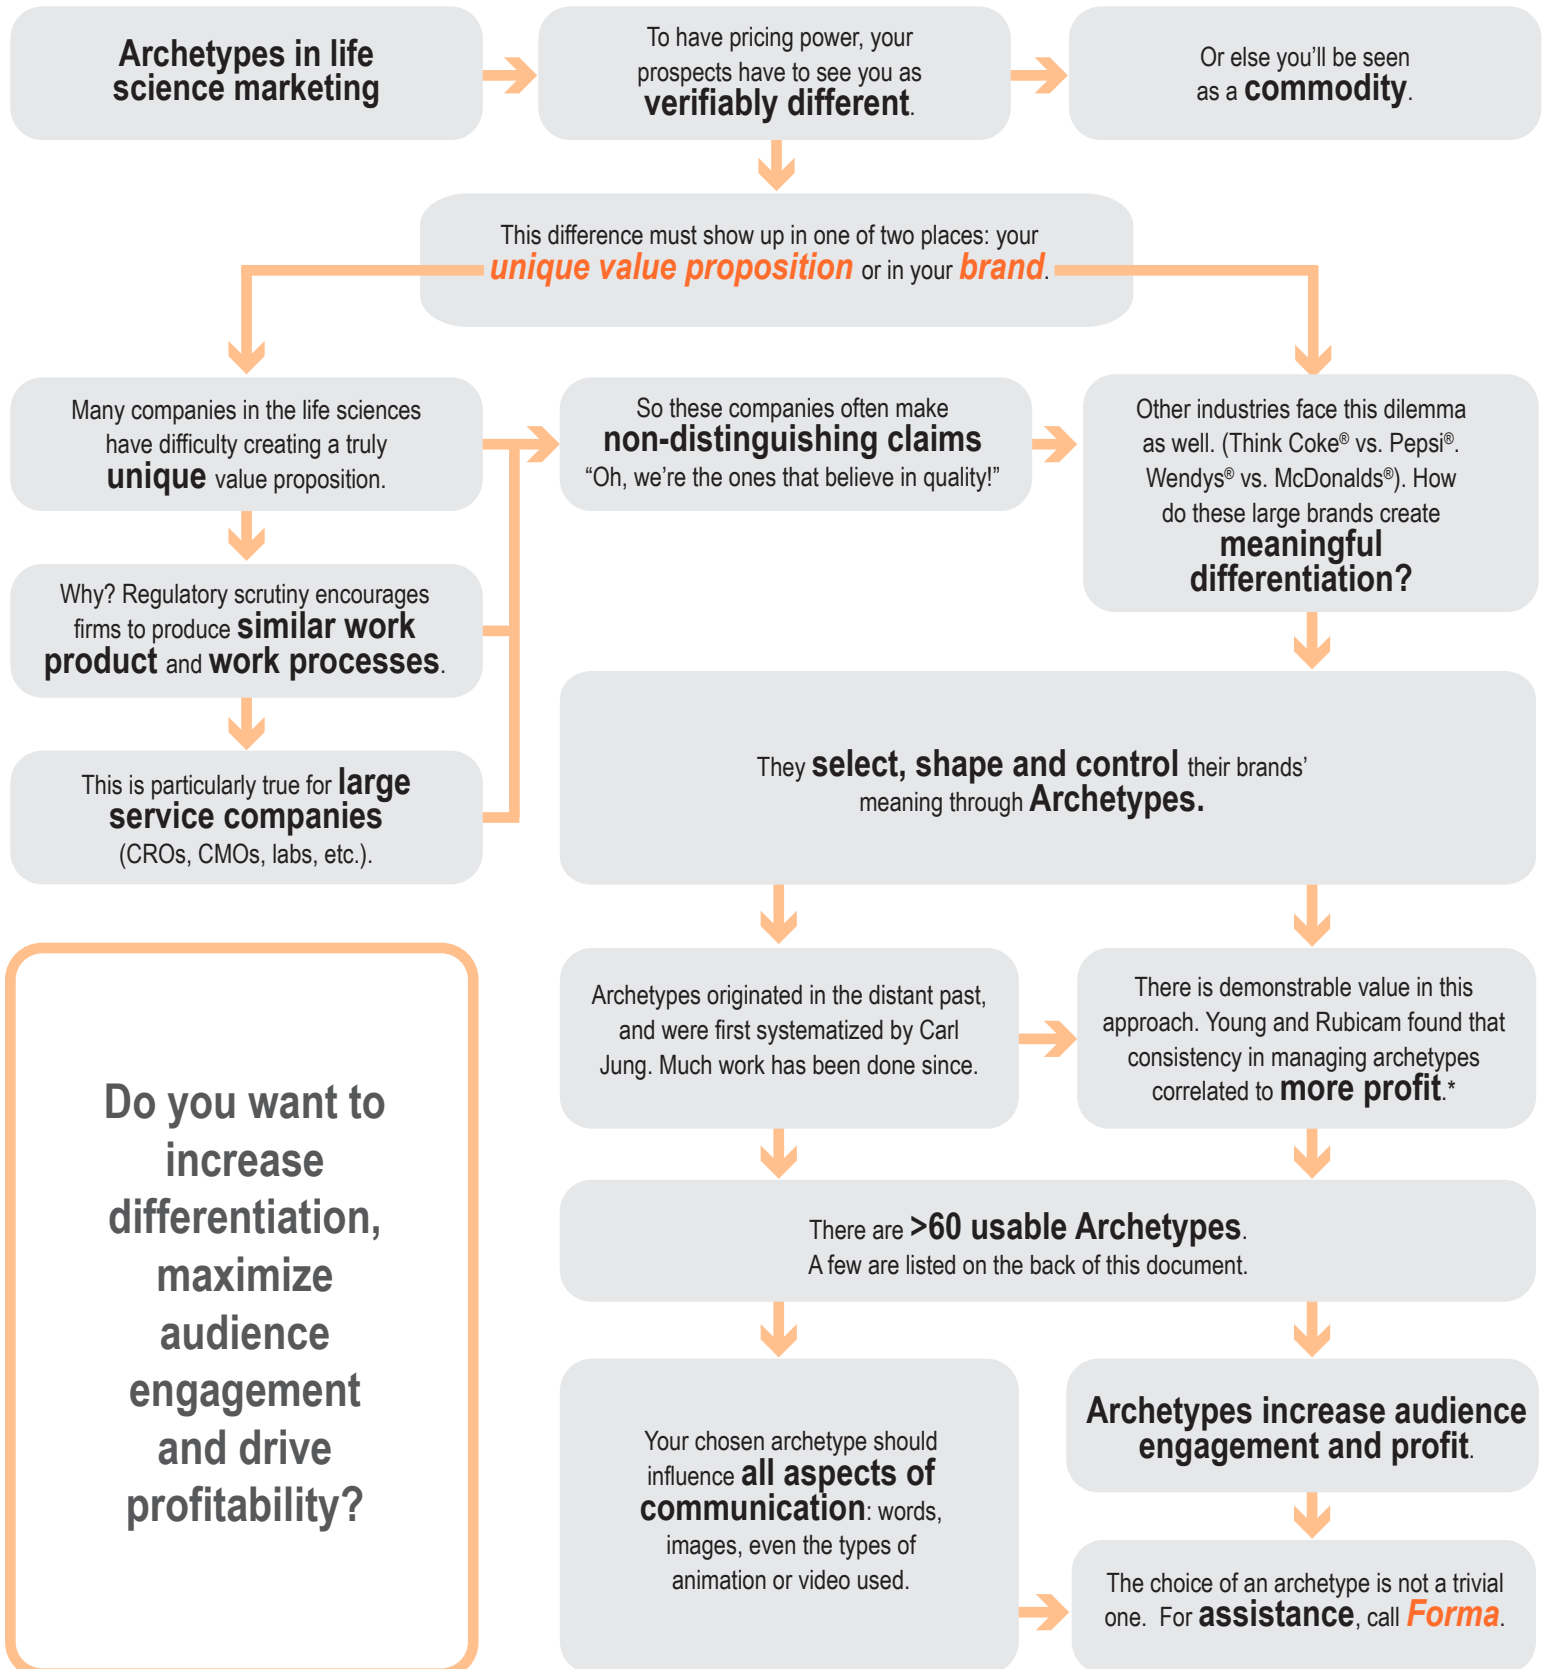 Archetypes in life
science marketing
To have pricing power, your
prospects have to see you as
verifiably different.
Or else you'll be seen
as a commodity.
This difference must show up in one of two places: your
unique value proposition or in your brand.
Many companies in the life sciences
have difficulty creating a truly
unique value proposition.
So these companies often make
non-distinguishing claims
“Oh, we’re the ones that believe in quality!”
Other industries face this dilemma
as well. (Think Coke® vs. Pepsi®.
Wendys® vs. McDonalds®). How
do these large brands create
meaningful
differentiation?
Why? Regulatory scrutiny encourages
firms to produce similar work
product and work processes.
This is particularly true for large
service companies
(CROs, CMOs, labs, etc.).
They select, shape and control their brands’
meaning through Archetypes.
Archetypes originated in the distant past,
and were first systematized by Carl
Jung. Much work has been done since.
There is demonstrable value in this
approach. Young and Rubicam found that
consistency in managing archetypes
correlated to more profit.*
Do you want to
increase
differentiation,
maximize
audience
engagement
and drive
profitability?
There are >60 usable Archetypes.
A few are listed on the back of this document.
Your chosen archetype should
influence all aspects of
communication: words,
images, even the types of
animation or video used.
Archetypes increase audience
engagement and profit.
The choice of an archetype is not a trivial
one.  For assistance, call Forma.